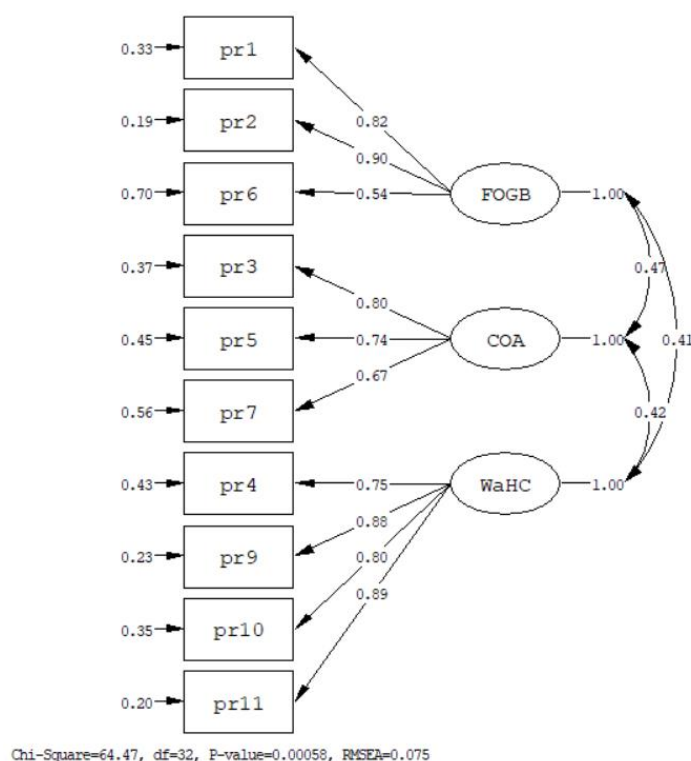 0.33 pr1
0.82
0.19 pr2
0.90
0.70 pr6 0.54 FOGB 1.00
0.37 pr3
0.47
0.80
0.45 pr5 0.74 COA 1.00 0.41
0.67
0.56 pr7
0.42
0.43 pr4 0.75 WaHC 1.00
0.88
0.23 pr9
0.80
0.89
0.35 pr10
0.20 pr11
Chi-Square=64.47, df=32, P-value=0.00058, RMSEA=0.075